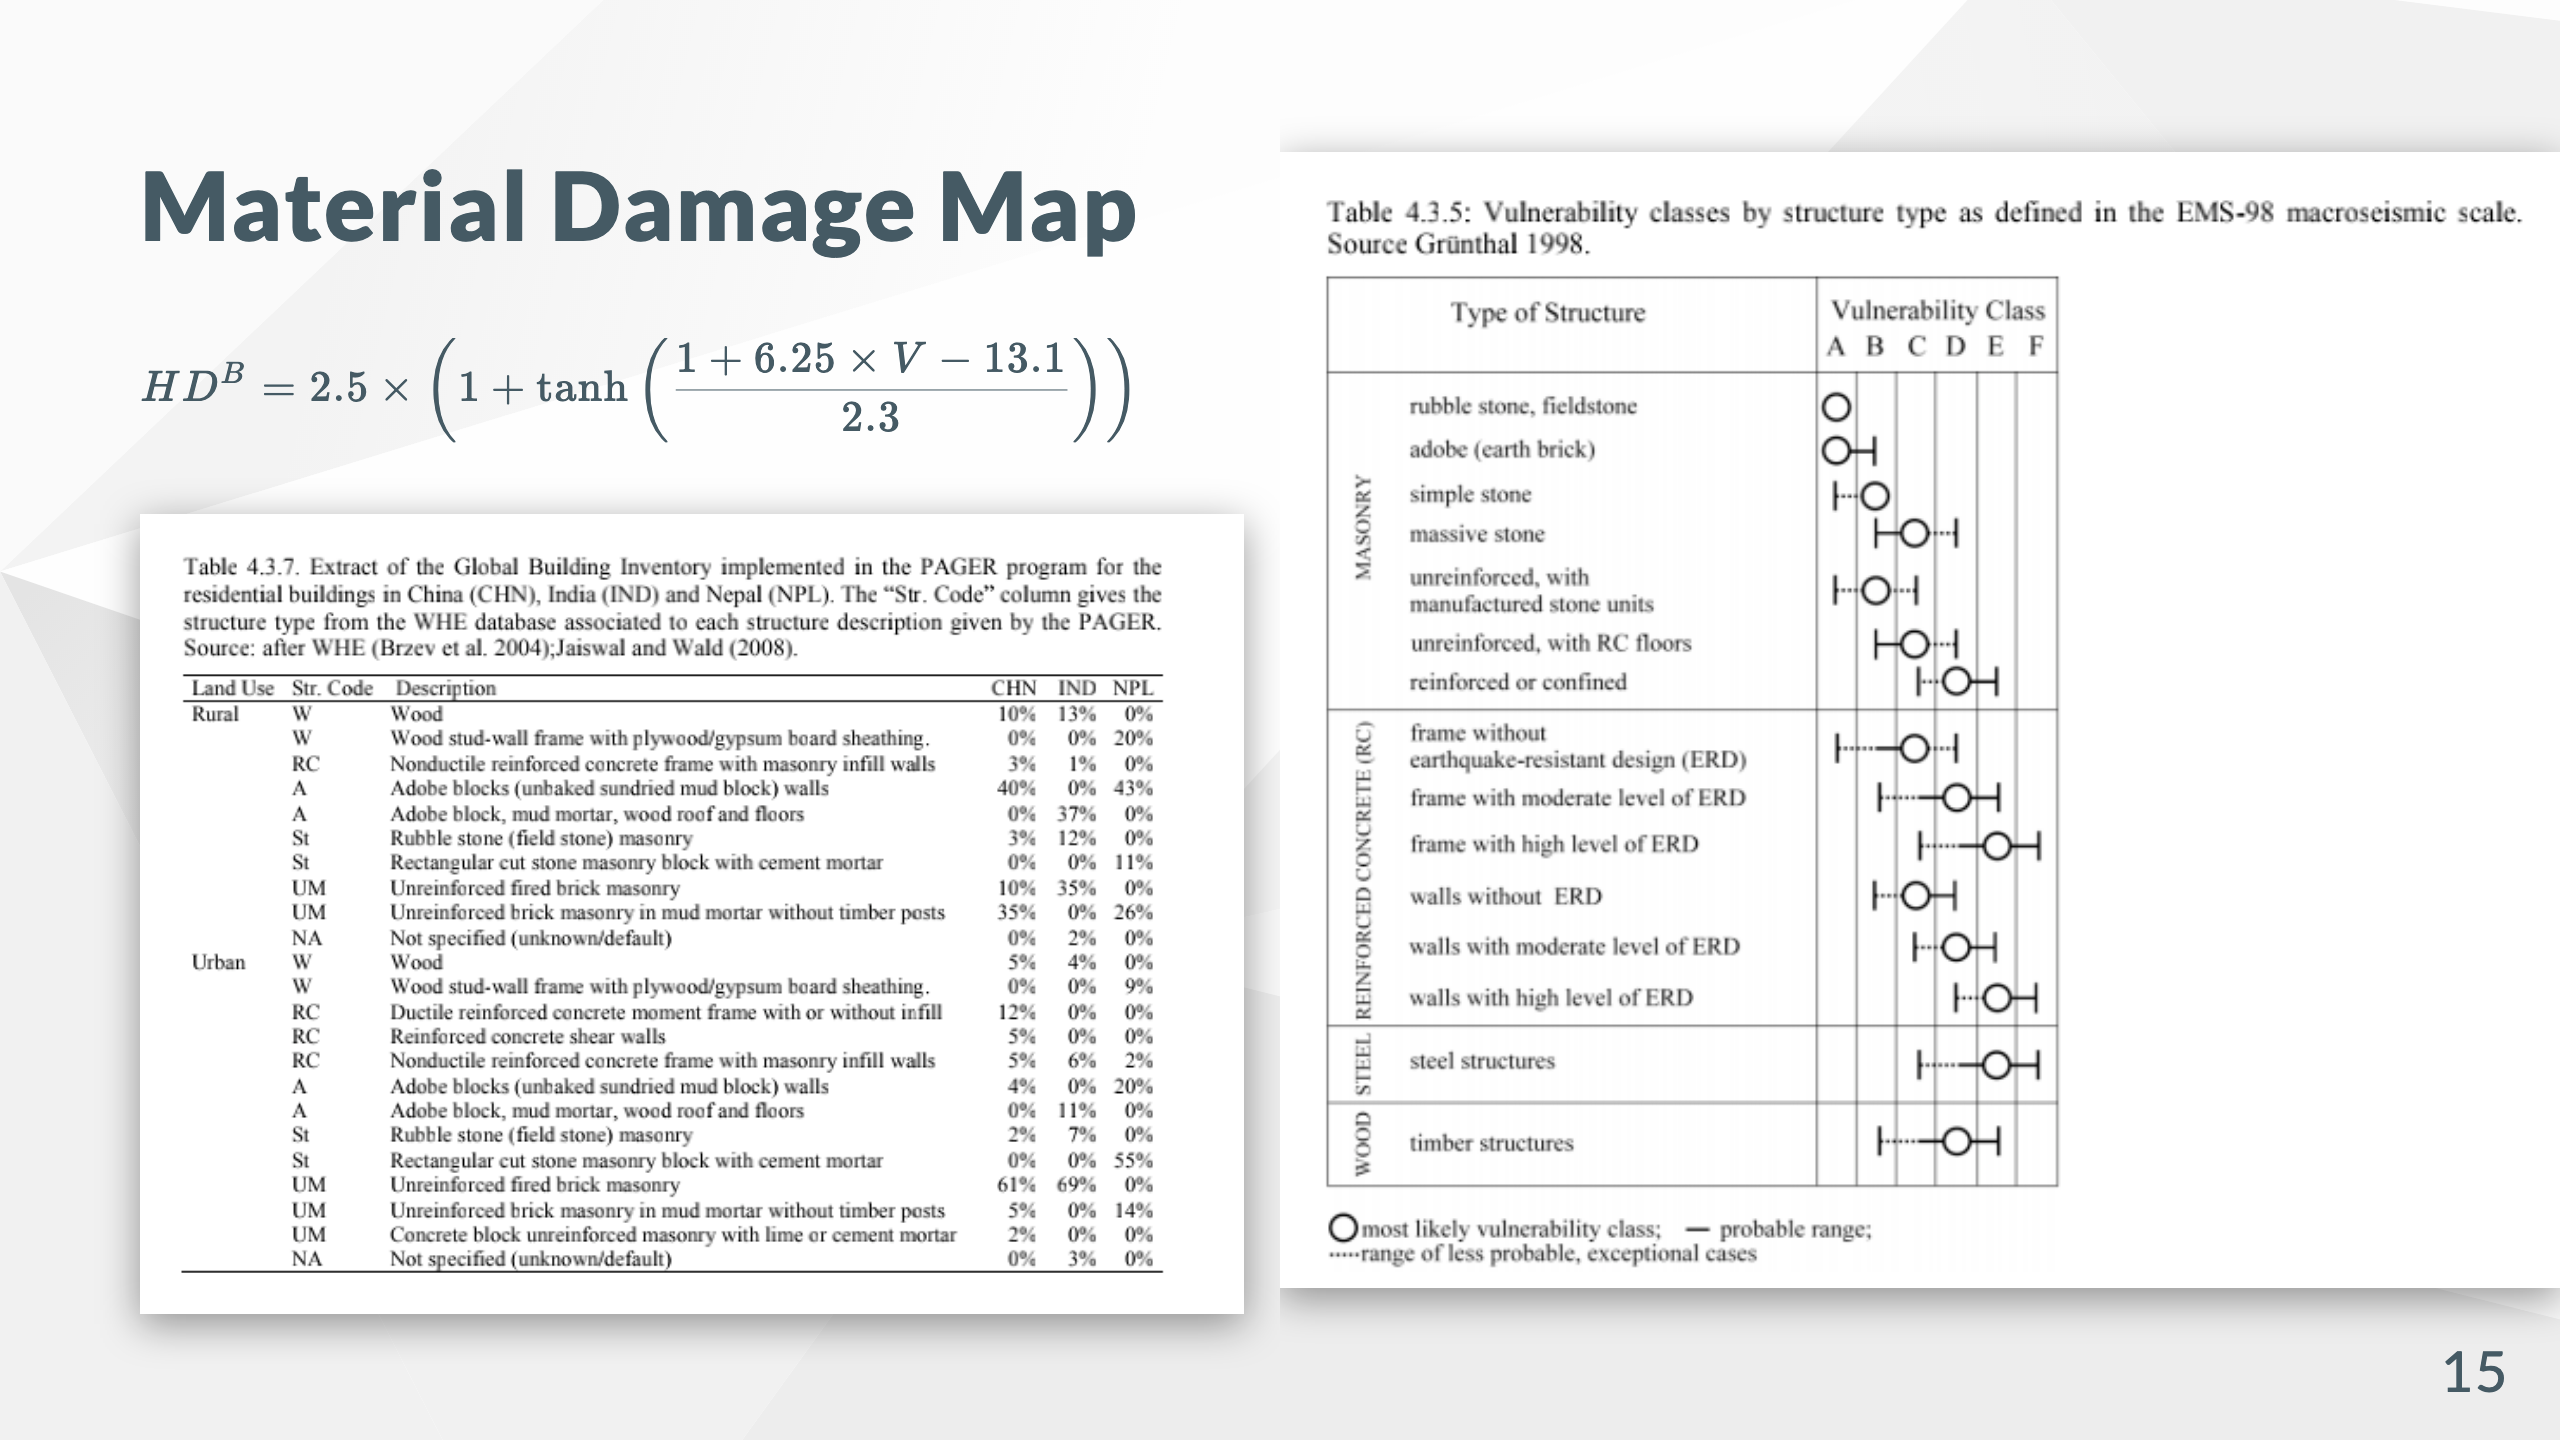 Material Damage Map
HD^B = 2.5 × (1 + tanh((1 + 6.25 × V − 13.1) / 2.3))
Table 4.3.7. Extract of the Global Building Inventory implemented in the PAGER program for the
residential buildings in China (CHN), India (IND) and Nepal (NPL). The “Str. Code” column gives the
structure type from the WHE database associated to each structure description given by the PAGER.
Source: after WHE (Brzev et al. 2004);Jaiswal and Wald (2008).
Land Use Str. Code Description CHN IND NPL
Rural W Wood 10% 13% 0%
W Wood stud-wall frame with plywood/gypsum board sheathing. 0% 0% 20%
RC Nonductile reinforced concrete frame with masonry infill walls 3% 1% 0%
A Adobe blocks (unbaked sundried mud block) walls 40% 0% 43%
A Adobe block, mud mortar, wood roof and floors 0% 37% 0%
St Rubble stone (field stone) masonry 3% 12% 0%
St Rectangular cut stone masonry block with cement mortar 0% 0% 11%
UM Unreinforced fired brick masonry 10% 35% 0%
UM Unreinforced brick masonry in mud mortar without timber posts 35% 0% 26%
NA Not specified (unknown/default) 0% 2% 0%
Urban W Wood 5% 4% 0%
W Wood stud-wall frame with plywood/gypsum board sheathing. 0% 0% 9%
RC Ductile reinforced concrete moment frame with or without infill 12% 0% 0%
RC Reinforced concrete shear walls 5% 0% 0%
RC Nonductile reinforced concrete frame with masonry infill walls 5% 6% 2%
A Adobe blocks (unbaked sundried mud block) walls 4% 0% 20%
A Adobe block, mud mortar, wood roof and floors 0% 11% 0%
St Rubble stone (field stone) masonry 2% 7% 0%
St Rectangular cut stone masonry block with cement mortar 0% 0% 55%
UM Unreinforced fired brick masonry 61% 69% 0%
UM Unreinforced brick masonry in mud mortar without timber posts 5% 0% 14%
UM Concrete block unreinforced masonry with lime or cement mortar 2% 0% 0%
NA Not specified (unknown/default) 0% 3% 0%
Table 4.3.5: Vulnerability classes by structure type as defined in the EMS-98 macroseismic scale.
Source Grünthal 1998.
Type of Structure Vulnerability Class
A B C D E F
MASONRY
rubble stone, fieldstone
adobe (earth brick)
simple stone
massive stone
unreinforced, with
manufactured stone units
unreinforced, with RC floors
reinforced or confined
REINFORCED CONCRETE (RC)
frame without
earthquake-resistant design (ERD)
frame with moderate level of ERD
frame with high level of ERD
walls without ERD
walls with moderate level of ERD
walls with high level of ERD
STEEL
steel structures
WOOD
timber structures
most likely vulnerability class; probable range;
range of less probable, exceptional cases
15